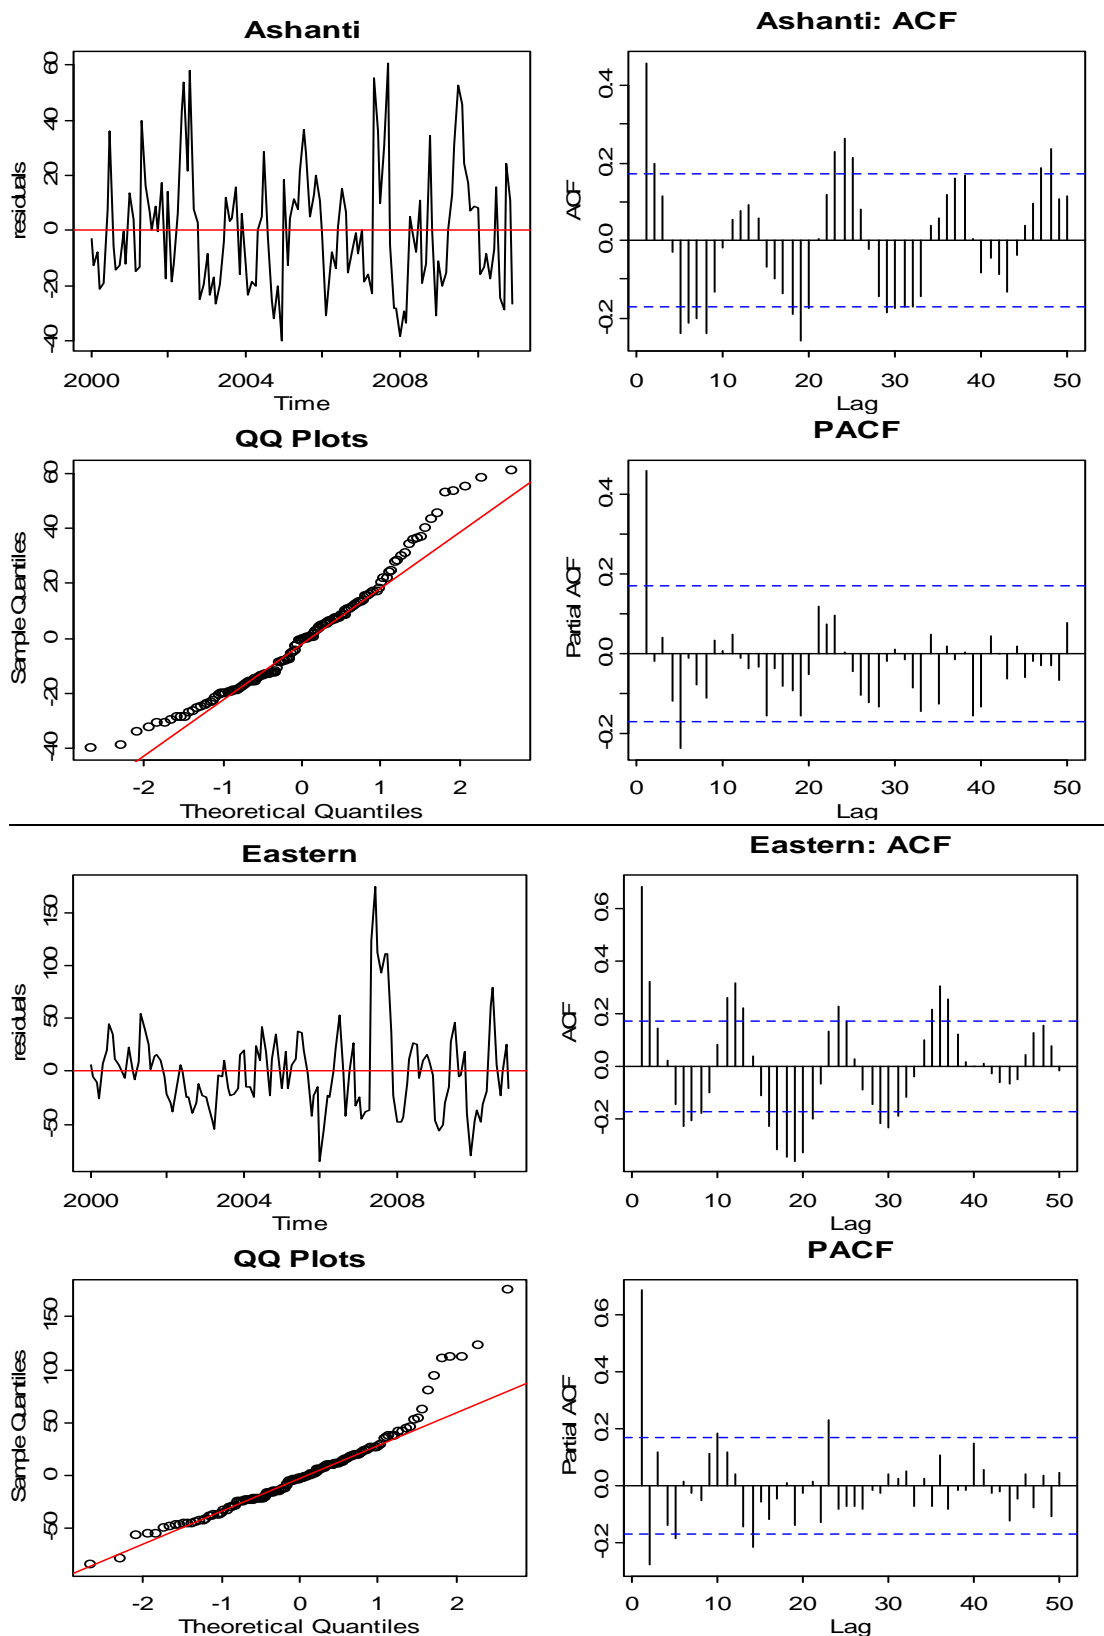 Ashanti
residuals
60
40
20
0
-20
-40
2000 2004 2008
Time
Ashanti: ACF
ACF
0.4
0.2
0.0
-0.2
0 10 20 30 40 50
Lag
QQ Plots
Sample Quantiles
60
40
20
0
-20
-40
-2 -1 0 1 2
Theoretical Quantiles
PACF
Partial ACF
0.4
0.2
0.0
-0.2
0 10 20 30 40 50
Lag
Eastern
residuals
150
100
50
0
-50
2000 2004 2008
Time
Eastern: ACF
ACF
0.6
0.4
0.2
0.0
-0.2
0 10 20 30 40 50
Lag
QQ Plots
Sample Quantiles
150
100
50
0
-50
-2 -1 0 1 2
Theoretical Quantiles
PACF
Partial ACF
0.6
0.4
0.2
0.0
-0.2
0 10 20 30 40 50
Lag